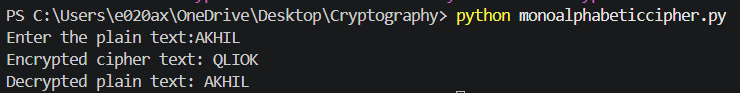 PS C:\Users\e020ax\OneDrive\Desktop\Cryptography> python monoalphabeticcipher.py
Enter the plain text:AKHIL
Encrypted cipher text: QLIOK
Decrypted plain text: AKHIL